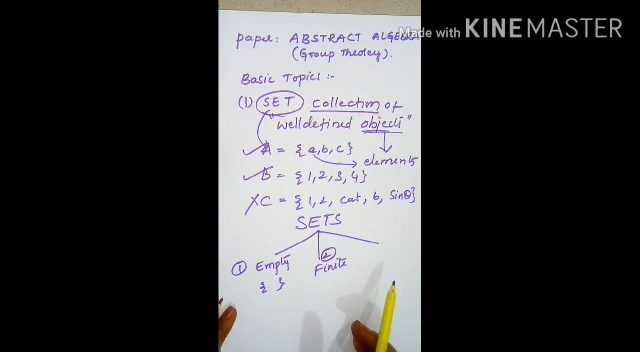 Made with KINEMASTER
paper: ABSTRACT ALGEBRA
(Group Theory).
Basic Topics :-
(1) SET collection of
"welldefined objects"
A = {a, b, c}
elements
B = {1, 2, 3, 4}
XC = {1, 2, cat, b, Sinθ}
SETS
① Empty ② Finite
{ }